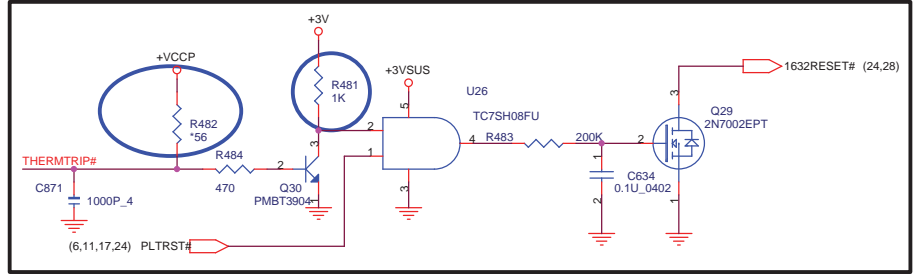 +3V
+VCCP
+3VSUS
1632RESET# (24,28)
R481
1K
U26
TC7SH08FU
R482
*56
5
3
Q29
2N7002EPT
2
4
R483
200K
2
3
1
THERMTRIP#
R484
470
2
Q30
PMBT3904
1
3
1
C634
0.1U_0402
2
1
C871
1000P_4
(6,11,17,24) PLTRST#